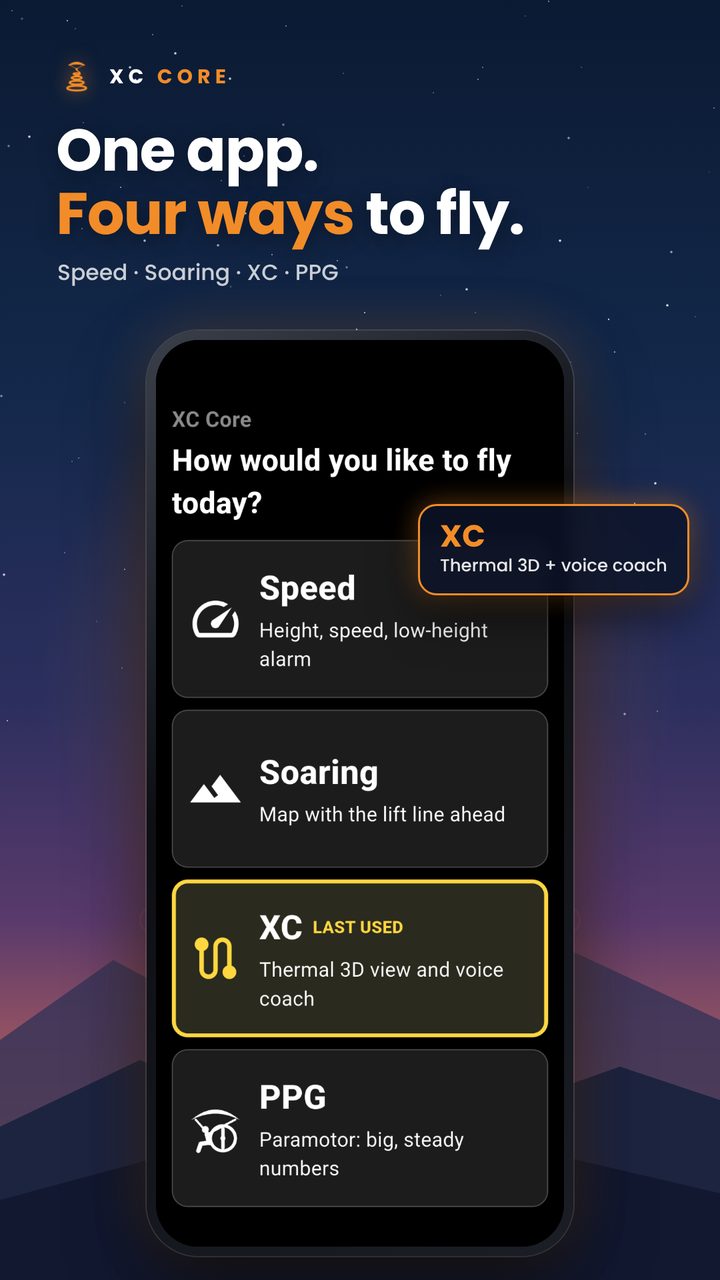 XC CORE
One app.
Four ways to fly.
Speed · Soaring · XC · PPG
XC Core
How would you like to fly
today?
XC
Thermal 3D + voice coach
Speed
Height, speed, low-height
alarm
Soaring
Map with the lift line ahead
XC LAST USED
Thermal 3D view and voice
coach
PPG
Paramotor: big, steady
numbers